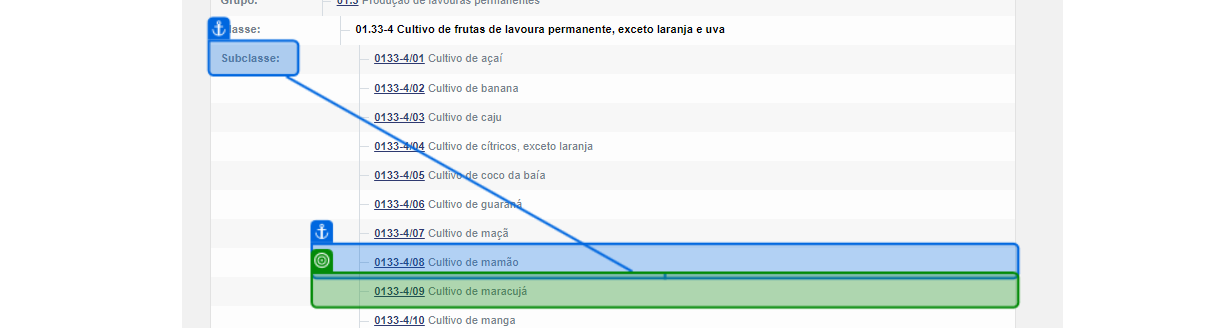 Grupo: 01.3 Produção de lavouras permanentes
lasse: 01.33-4 Cultivo de frutas de lavoura permanente, exceto laranja e uva
Subclasse: 0133-4/01 Cultivo de açaí
0133-4/02 Cultivo de banana
0133-4/03 Cultivo de caju
0133-4/04 Cultivo de cítricos, exceto laranja
0133-4/05 Cultivo de coco da baía
0133-4/06 Cultivo de guaraná
0133-4/07 Cultivo de maçã
0133-4/08 Cultivo de mamão
0133-4/09 Cultivo de maracujá
0133-4/10 Cultivo de manga